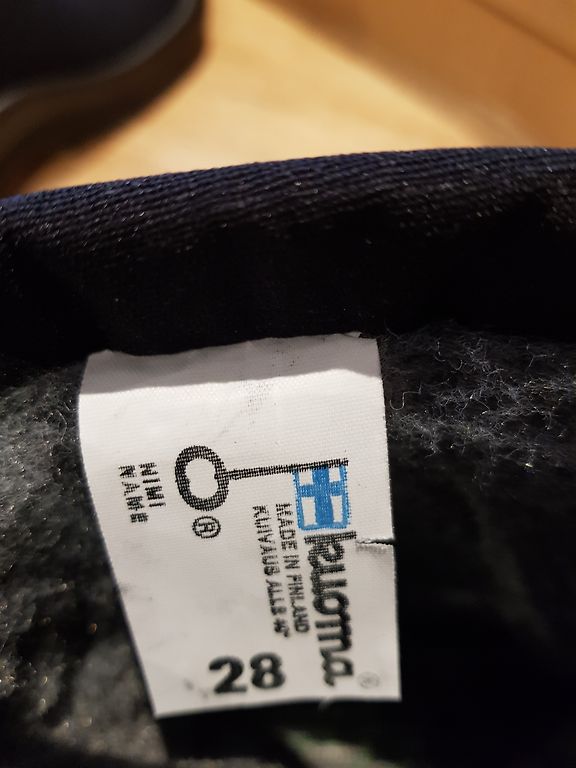 NIMI
NAME
®
kuoma®
MADE IN FINLAND
KUIVAUS ALLE 40°
28